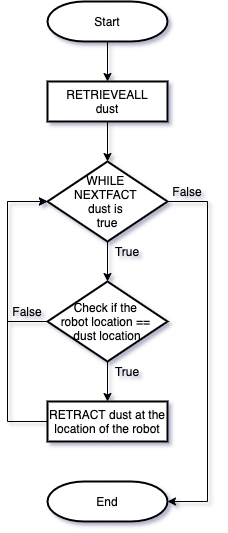 Start
RETRIEVEALL
dust
WHILE
NEXTFACT
dust is
true
False
True
Check if the
robot location ==
dust location
False
True
RETRACT dust at the
location of the robot
End